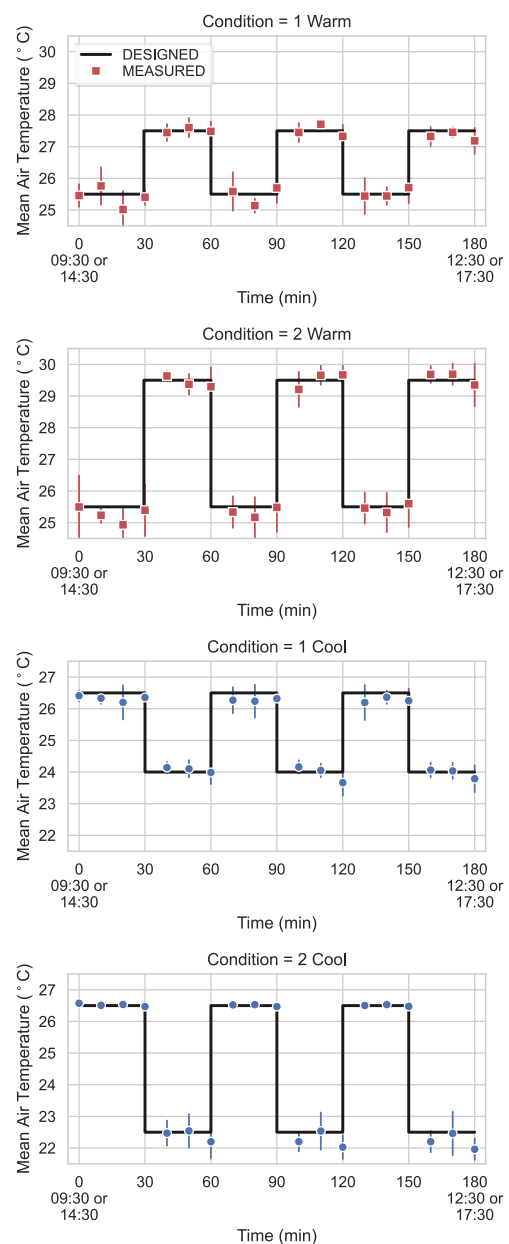 Condition = 1 Warm
Mean Air Temperature (°C)
30
29
28
27
26
25
DESIGNED
MEASURED
0 30 60 90 120 150 180
09:30 or 12:30 or
14:30 17:30
Time (min)
Condition = 2 Warm
Mean Air Temperature (°C)
30
29
28
27
26
25
0 30 60 90 120 150 180
09:30 or 12:30 or
14:30 17:30
Time (min)
Condition = 1 Cool
Mean Air Temperature (°C)
27
26
25
24
23
22
0 30 60 90 120 150 180
09:30 or 12:30 or
14:30 17:30
Time (min)
Condition = 2 Cool
Mean Air Temperature (°C)
27
26
25
24
23
22
0 30 60 90 120 150 180
09:30 or 12:30 or
14:30 17:30
Time (min)